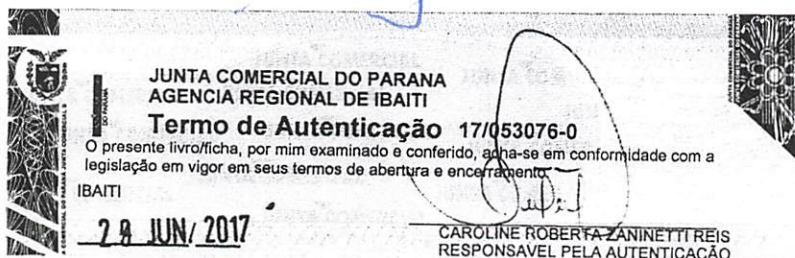 JUNTA COMERCIAL DO PARANA
AGENCIA REGIONAL DE IBAITI
Termo de Autenticação 17/053076-0
O presente livro/ficha, por mim examinado e conferido, acha-se em conformidade com a
legislação em vigor em seus termos de abertura e encerramento
IBAITI
28 JUN/ 2017
CAROLINE ROBERTA ZANINETTI REIS
RESPONSAVEL PELA AUTENTICAÇÃO